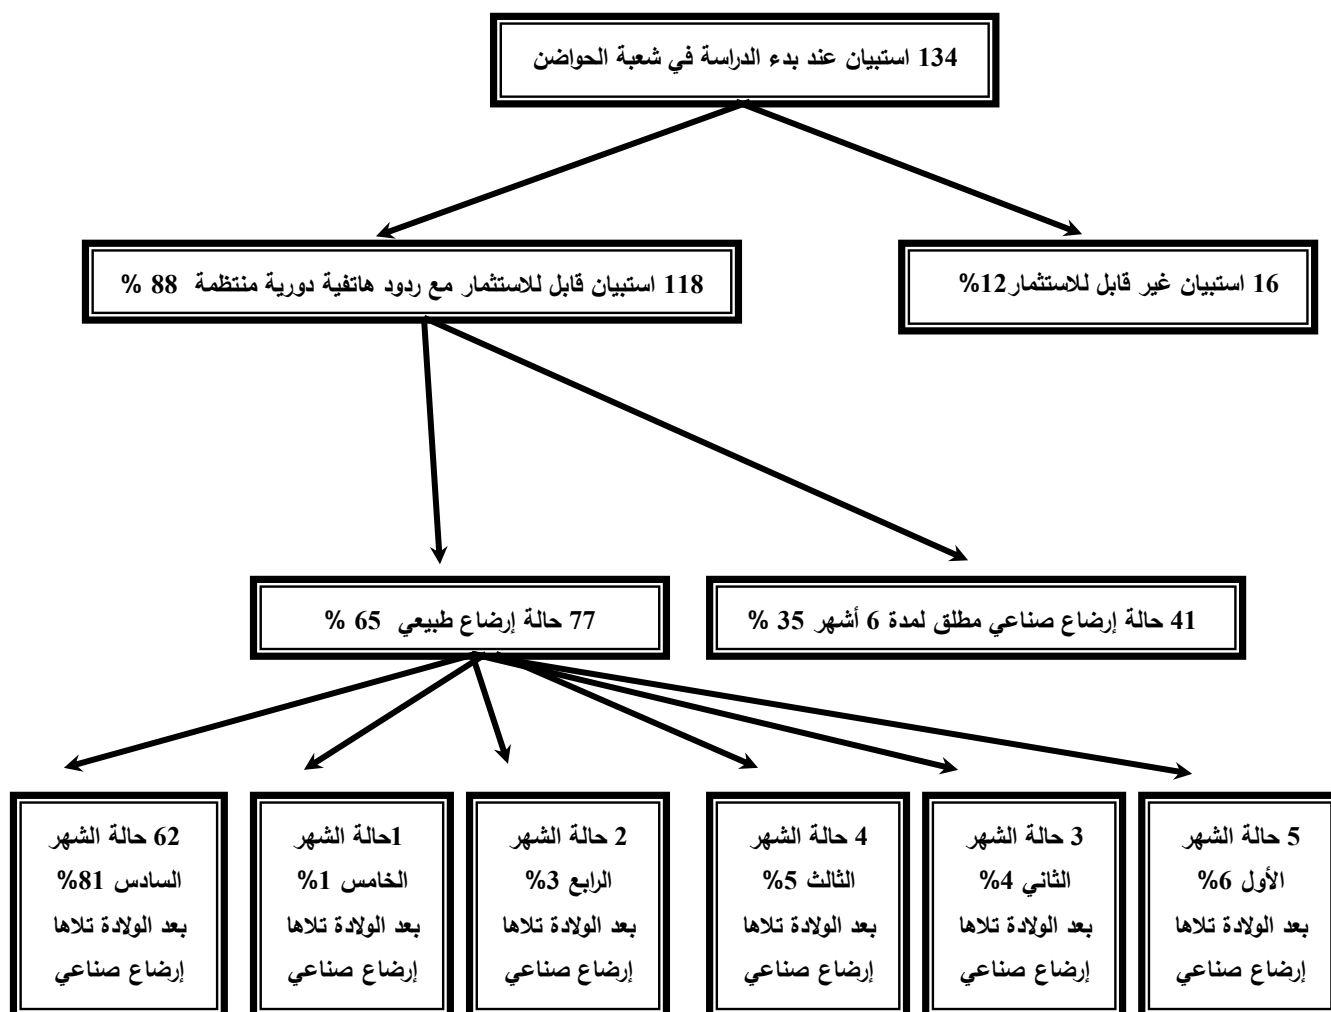 134 استبيان عند بدء الدراسة في شعبة الحواضن
16 استبيان غير قابل للاستثمار12%
118 استبيان قابل للاستثمار مع ردود هاتفية دورية منتظمة 88 %
41 حالة إرضاع صناعي مطلق لمدة 6 أشهر 35 %
77 حالة إرضاع طبيعي 65 %
5 حالة الشهر
الأول 6%
بعد الولادة تلاها
إرضاع صناعي
3 حالة الشهر
الثاني 4%
بعد الولادة تلاها
إرضاع صناعي
4 حالة الشهر
الثالث 5%
بعد الولادة تلاها
إرضاع صناعي
2 حالة الشهر
الرابع 3%
بعد الولادة تلاها
إرضاع صناعي
1حالة الشهر
الخامس 1%
بعد الولادة تلاها
إرضاع صناعي
62 حالة الشهر
السادس 81%
بعد الولادة تلاها
إرضاع صناعي